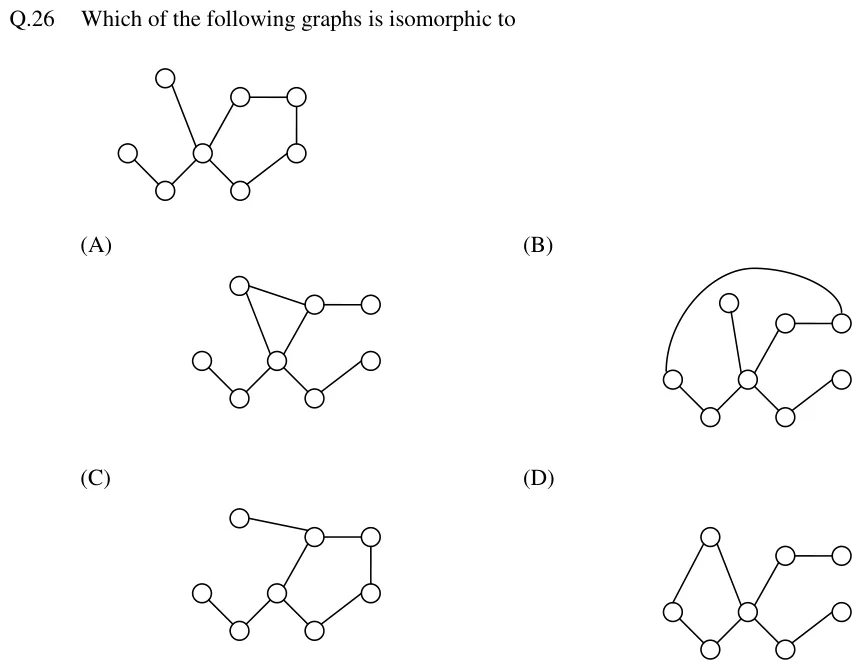 Q.26 Which of the following graphs is isomorphic to
(A) (B)
(C) (D)